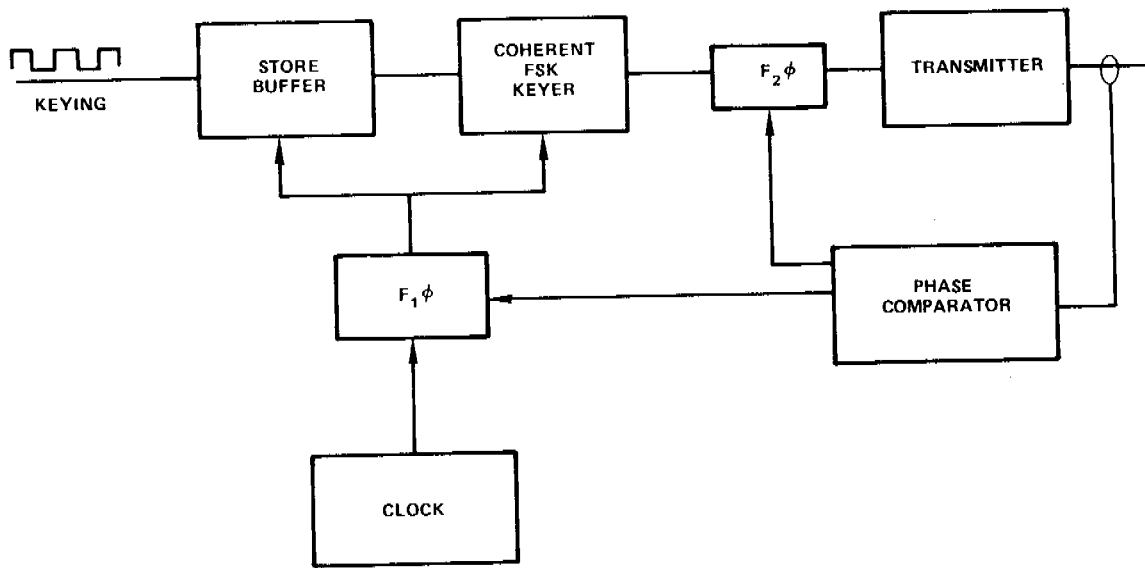 KEYING
STORE
BUFFER
COHERENT
FSK
KEYER
F₂ϕ
TRANSMITTER
F₁ϕ
PHASE
COMPARATOR
CLOCK